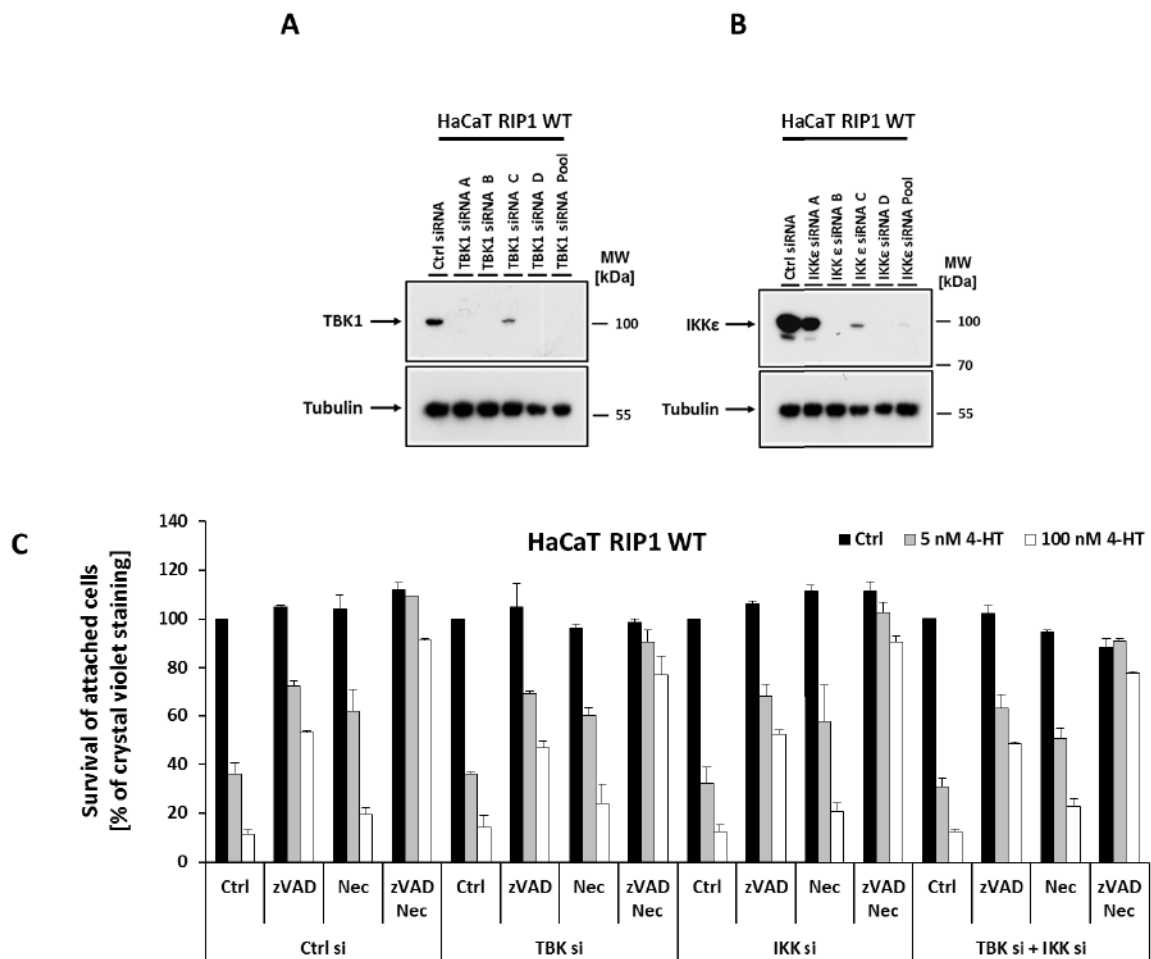 A
B
HaCaT RIP1 WT
Ctrl siRNA
TBK1 siRNA A
TBK1 siRNA B
TBK1 siRNA C
TBK1 siRNA D
TBK1 siRNA Pool
MW
[kDa]
TBK1
100
Tubulin
55
HaCaT RIP1 WT
Ctrl siRNA
IKKε siRNA A
IKK ε siRNA B
IKK ε siRNA C
IKKε siRNA D
IKKε siRNA Pool
MW
[kDa]
IKKε
100
70
Tubulin
55
C
Survival of attached cells
[% of crystal violet staining]
140
120
100
80
60
40
20
0
HaCaT RIP1 WT
Ctrl 5 nM 4-HT 100 nM 4-HT
Ctrl zVAD Nec zVAD Ctrl zVAD Nec zVAD Ctrl zVAD Nec zVAD Ctrl zVAD Nec zVAD
Nec Nec Nec Nec
Ctrl si TBK si IKK si TBK si + IKK si